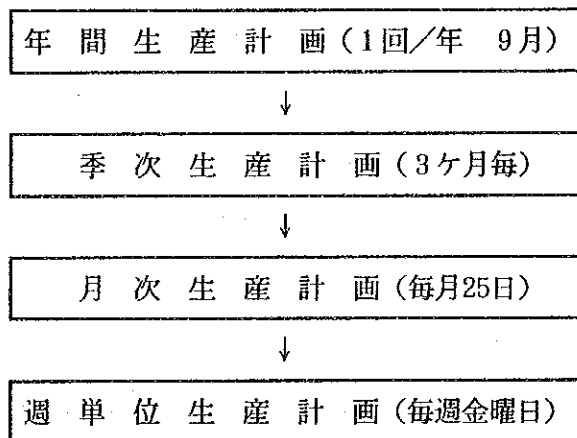 年間生産計画（1回／年　9月）
↓
季次生産計画（3ケ月毎）
↓
月次生産計画（毎月25日）
↓
週単位生産計画（毎週金曜日）